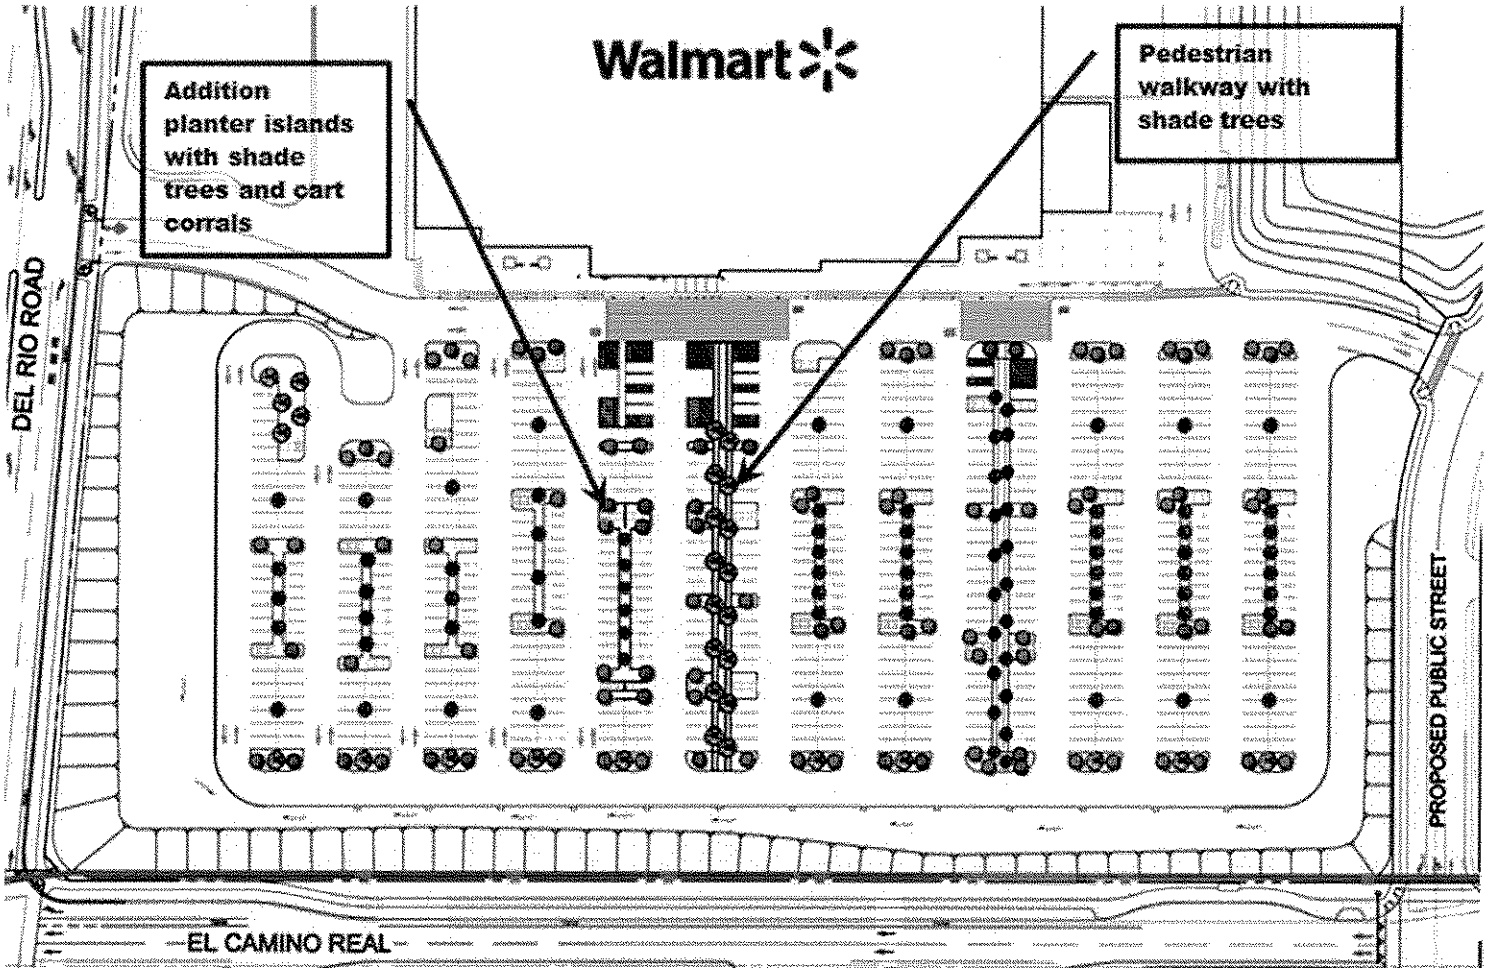 Walmart
Addition
planter islands
with shade
trees and cart
corrals
Pedestrian
walkway with
shade trees
DEL RIO ROAD
PROPOSED PUBLIC STREET
EL CAMINO REAL